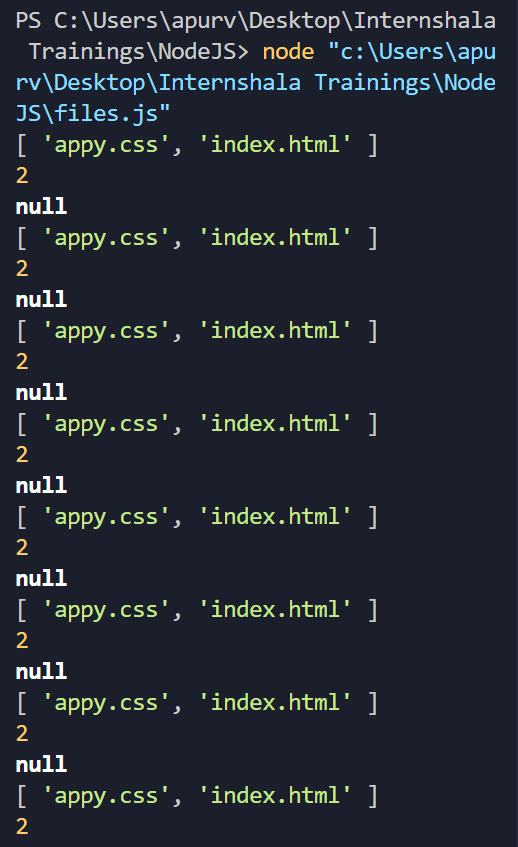 PS C:\Users\apurv\Desktop\Internshala
Trainings\NodeJS> node "c:\Users\apu
rv\Desktop\Internshala Trainings\Node
JS\files.js"
[ 'appy.css', 'index.html' ]
2
null
[ 'appy.css', 'index.html' ]
2
null
[ 'appy.css', 'index.html' ]
2
null
[ 'appy.css', 'index.html' ]
2
null
[ 'appy.css', 'index.html' ]
2
null
[ 'appy.css', 'index.html' ]
2
null
[ 'appy.css', 'index.html' ]
2
null
[ 'appy.css', 'index.html' ]
2